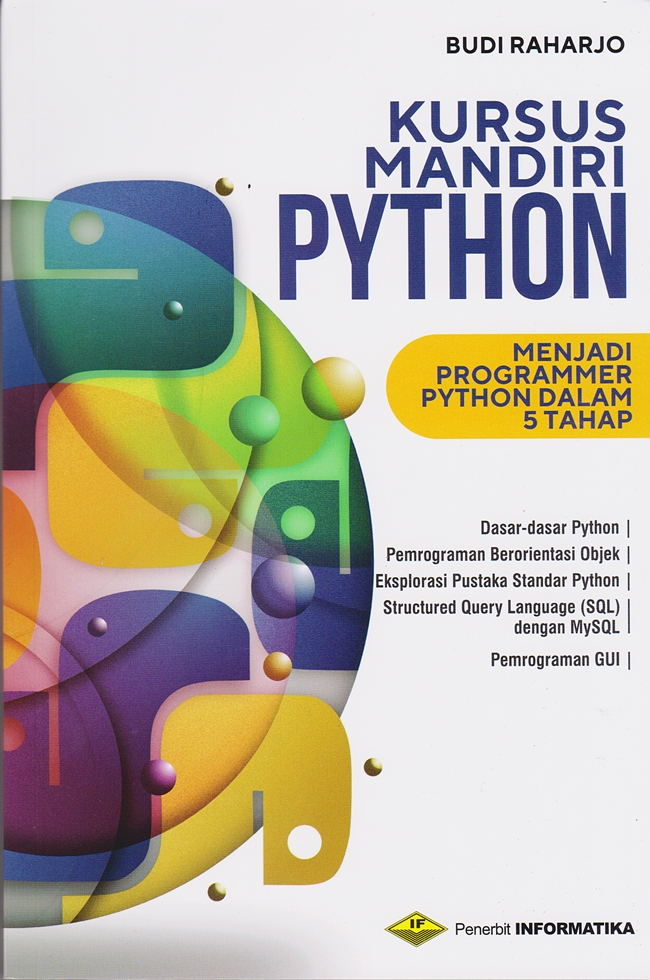 BUDI RAHARJO
KURSUS
MANDIRI
PYTHON
MENJADI
PROGRAMMER
PYTHON DALAM
5 TAHAP
Dasar-dasar Python |
Pemrograman Berorientasi Objek |
Eksplorasi Pustaka Standar Python |
Structured Query Language (SQL) |
dengan MySQL |
Pemrograman GUI |
IF
Penerbit INFORMATIKA